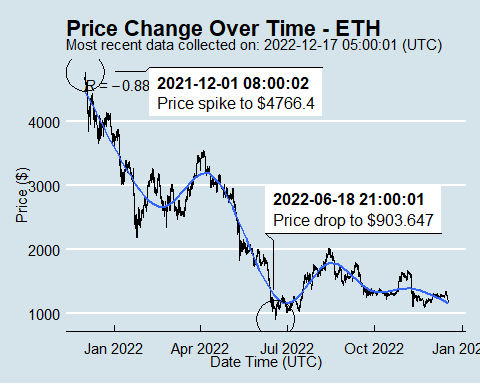 Price Change Over Time - ETH
Most recent data collected on: 2022-12-17 05:00:01 (UTC)
R = −0.88
2021-12-01 08:00:02
Price spike to $4766.4
4000
3000
2022-06-18 21:00:01
Price drop to $903.647
2000
1000
Price ($)
Jan 2022 Apr 2022 Jul 2022 Oct 2022 Jan 202
Date Time (UTC)